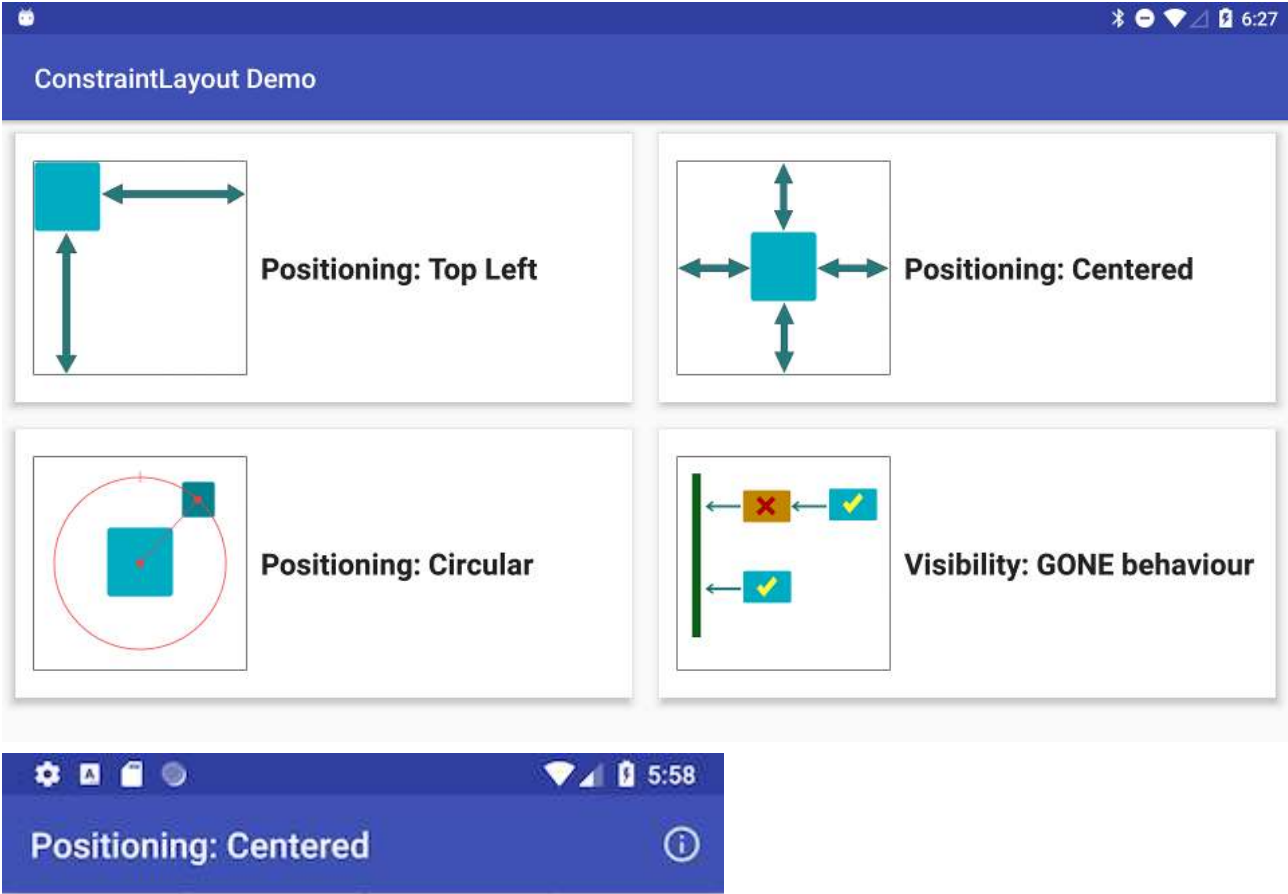 6:27
ConstraintLayout Demo
Positioning: Top Left
Positioning: Centered
Positioning: Circular
Visibility: GONE behaviour
A
5:58
Positioning: Centered